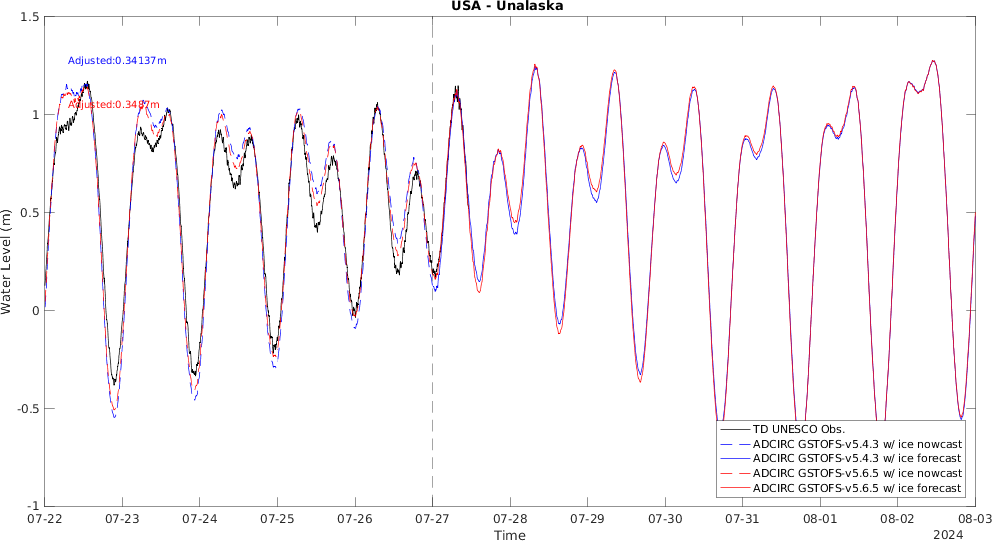 USA - Unalaska
Adjusted:0.34137m
Adjusted:0.3487m
Water Level (m)
1.5
1
0.5
0
-0.5
-1
TD UNESCO Obs.
ADCIRC GSTOFS-v5.4.3 w/ ice nowcast
ADCIRC GSTOFS-v5.4.3 w/ ice forecast
ADCIRC GSTOFS-v5.6.5 w/ ice nowcast
ADCIRC GSTOFS-v5.6.5 w/ ice forecast
07-22 07-23 07-24 07-25 07-26 07-27 07-28 07-29 07-30 07-31 08-01 08-02 08-03
Time
2024